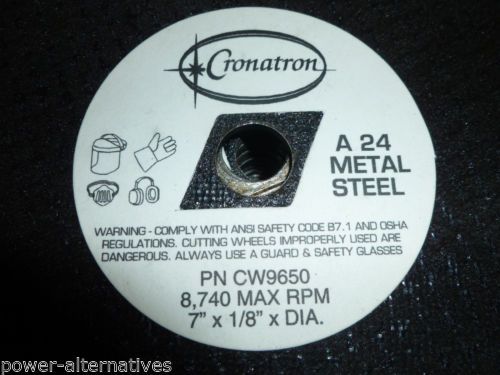 Cronatron
A 24
METAL
STEEL
WARNING - COMPLY WITH ANSI SAFETY CODE B7.1 AND OSHA
REGULATIONS. CUTTING WHEELS IMPROPERLY USED ARE
DANGEROUS. ALWAYS USE A GUARD & SAFETY GLASSES
PN CW9650
8,740 MAX RPM
7" x 1/8" x DIA.
power-alternatives